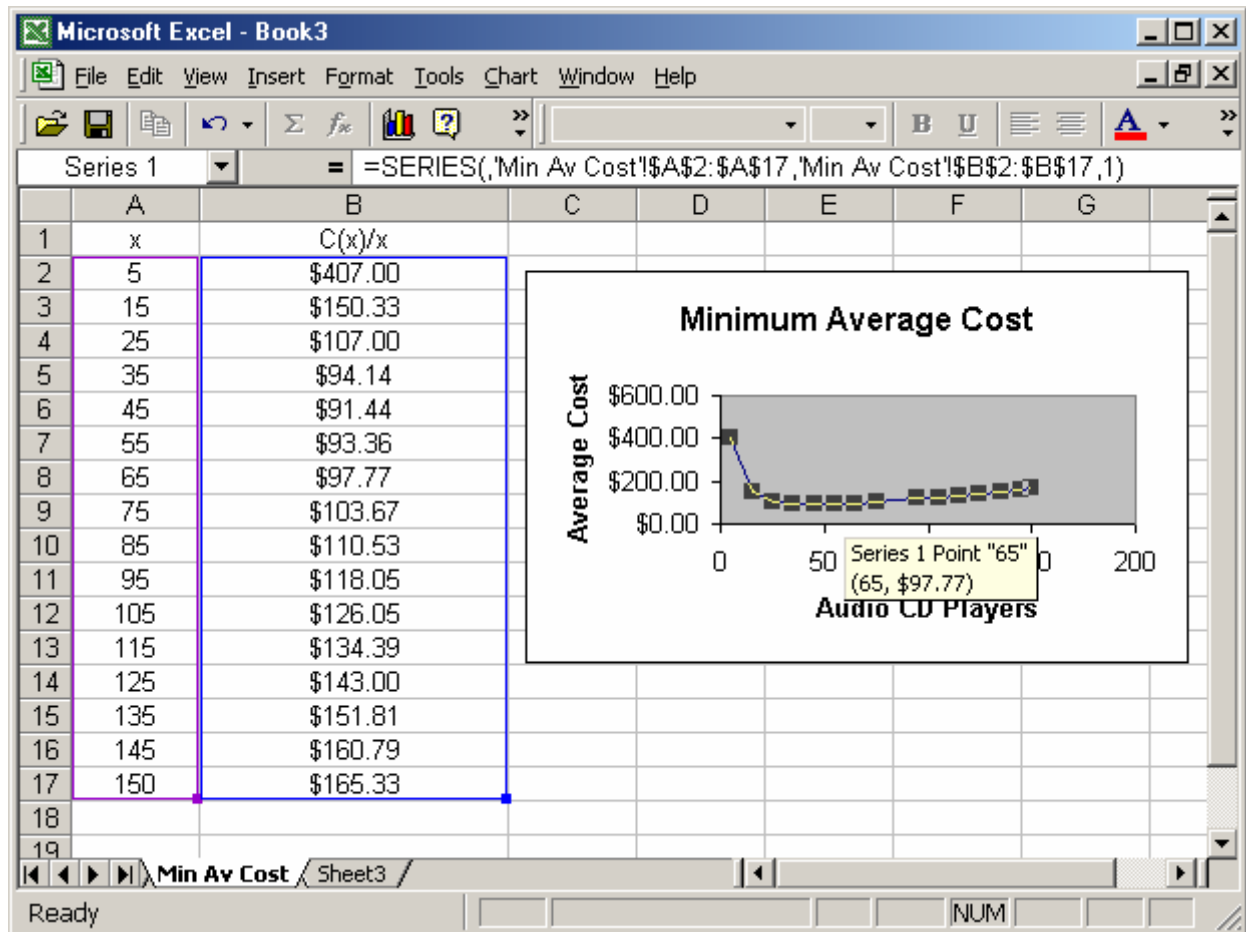 Microsoft Excel - Book3
File Edit View Insert Format Tools Chart Window Help
Σ fx ? » B U A »
Series 1 = =SERIES(,'Min Av Cost'!$A$2:$A$17,'Min Av Cost'!$B$2:$B$17,1)
A B C D E F G
1 x C(x)/x
2 5 $407.00
3 15 $150.33
4 25 $107.00
5 35 $94.14
6 45 $91.44
7 55 $93.36
8 65 $97.77
9 75 $103.67
10 85 $110.53
11 95 $118.05
12 105 $126.05
13 115 $134.39
14 125 $143.00
15 135 $151.81
16 145 $160.79
17 150 $165.33
18
19
Minimum Average Cost
Average Cost
$600.00
$400.00
$200.00
$0.00
0 50 0 200
Series 1 Point "65"
(65, $97.77)
Audio CD Players
Min Av Cost Sheet3
Ready NUM